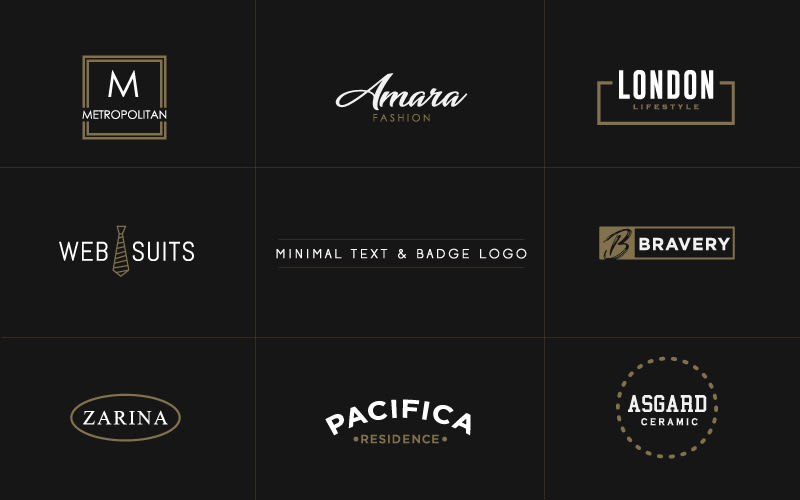 M
METROPOLITAN
Amara
FASHION
LONDON
LIFESTYLE
WEB SUITS
MINIMAL TEXT & BADGE LOGO
B BRAVERY
ZARINA
PACIFICA
•RESIDENCE•
ASGARD
CERAMIC